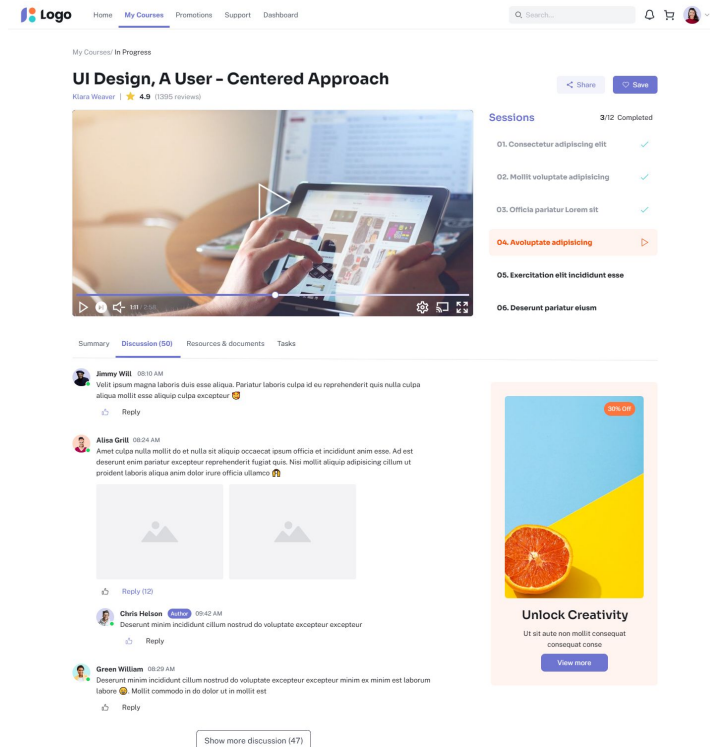 Logo
Home My Courses Promotions Support Dashboard
Search...
My Courses/ In Progress
UI Design, A User - Centered Approach
Klara Weaver | 4.9 (1395 reviews)
Share
Save
Sessions 3/12 Completed
01. Consectetur adipiscing elit
02. Mollit voluptate adipisicing
03. Officia pariatur Lorem sit
04. Avoluptate adipisicing
05. Exercitation elit incididunt esse
06. Deserunt pariatur eiusm
1:11
Summary Discussion (50) Resources & documents Tasks
Jimmy Will 08:10 AM
Velit ipsum magna laboris duis esse aliqua. Pariatur laboris culpa id eu reprehenderit quis nulla culpa
aliqua mollit esse aliquip culpa excepteur 🥰
Reply
Alisa Grill 08:24 AM
Amet culpa nulla mollit do et nulla sit aliquip occaecat ipsum officia et incididunt anim esse. Ad est
deserunt enim pariatur excepteur reprehenderit fugiat quis. Nisi mollit aliquip adipisicing cillum ut
proident laboris aliqua anim dolor irure officia ullamco
Reply (12)
Chris Helson Author 09:42 AM
Deserunt minim incididunt cillum nostrud do voluptate excepteur excepteur
Reply
Green William 08:29 AM
Deserunt minim incididunt cillum nostrud do voluptate excepteur excepteur minim ex minim est laborum
labore. Mollit commodo in do dolor ut in mollit est
Reply
Show more discussion (47)
30% Off
Unlock Creativity
Ut sit aute non mollit consequat
consequat conse
View more